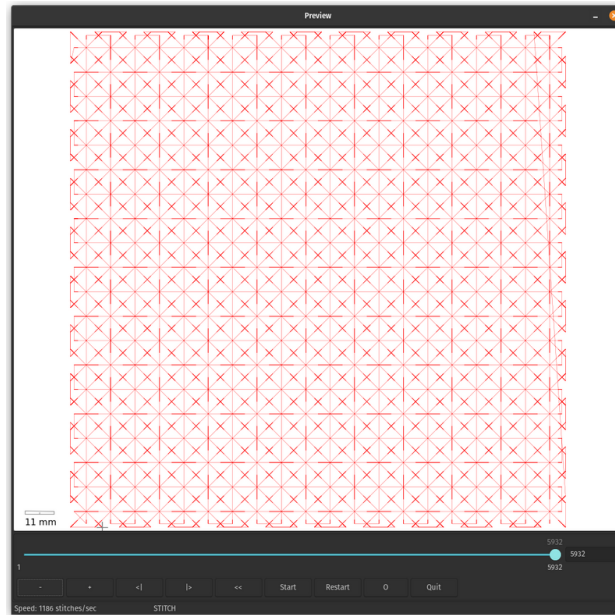 Preview
11 mm
5932
5932
1
5932
- + <| |> << Start Restart O Quit
Speed: 1186 stitches/sec STITCH